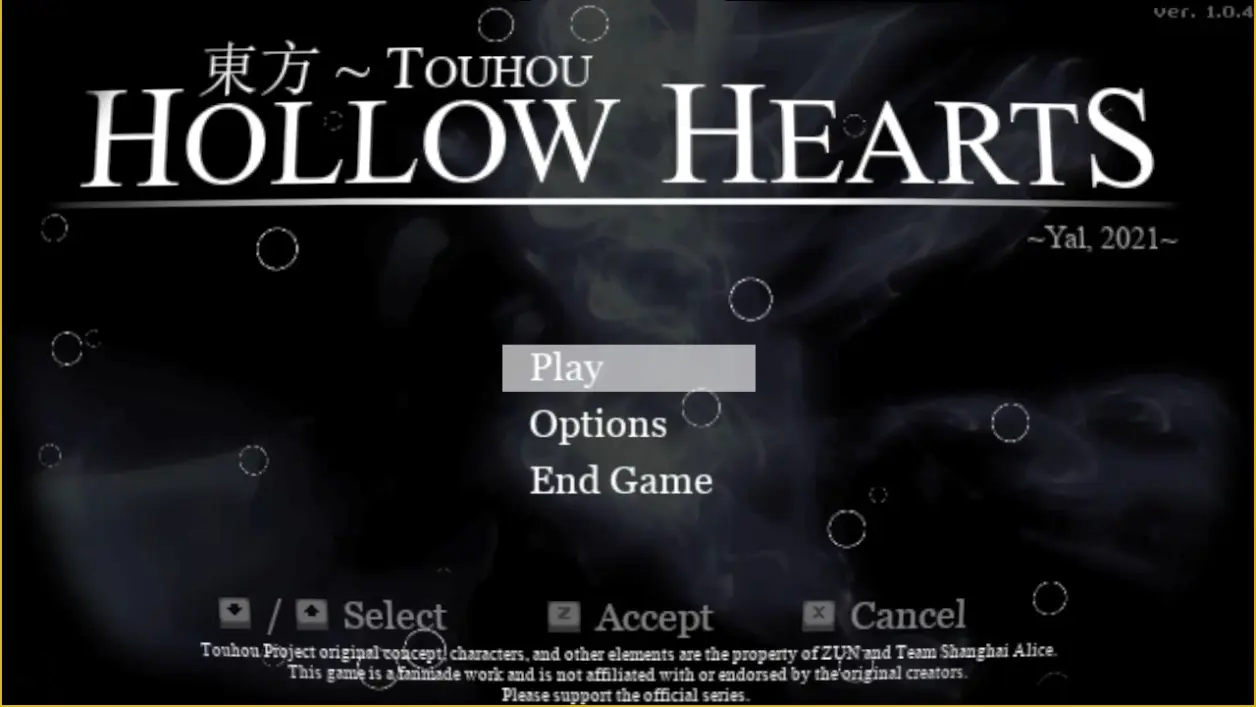 ver. 1.0.4
東方 ~ TOUHOU
HOLLOW HEARTS
~Yal, 2021~
Play
Options
End Game
/ Select
Z Accept
X Cancel
Touhou Project original concept, characters, and other elements are the property of ZUN and Team Shanghai Alice.
This game is a fanmade work and is not affiliated with or endorsed by the original creators.
Please support the official series.